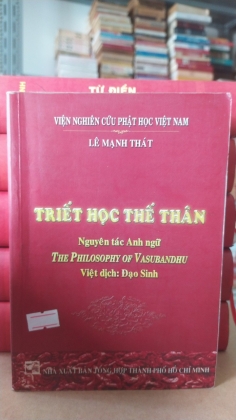 TỪ ĐIỂN
VIỆN NGHIÊN CỨU PHẬT HỌC VIỆT NAM
LÊ MẠNH THÁT
TRIẾT HỌC THẾ THÂN
Nguyên tác Anh ngữ
THE PHILOSOPHY OF VASUBANDHU
Việt dịch: Đạo Sinh
NHÀ XUẤT BẢN TỔNG HỢP THÀNH PHỐ HỒ CHÍ MINH